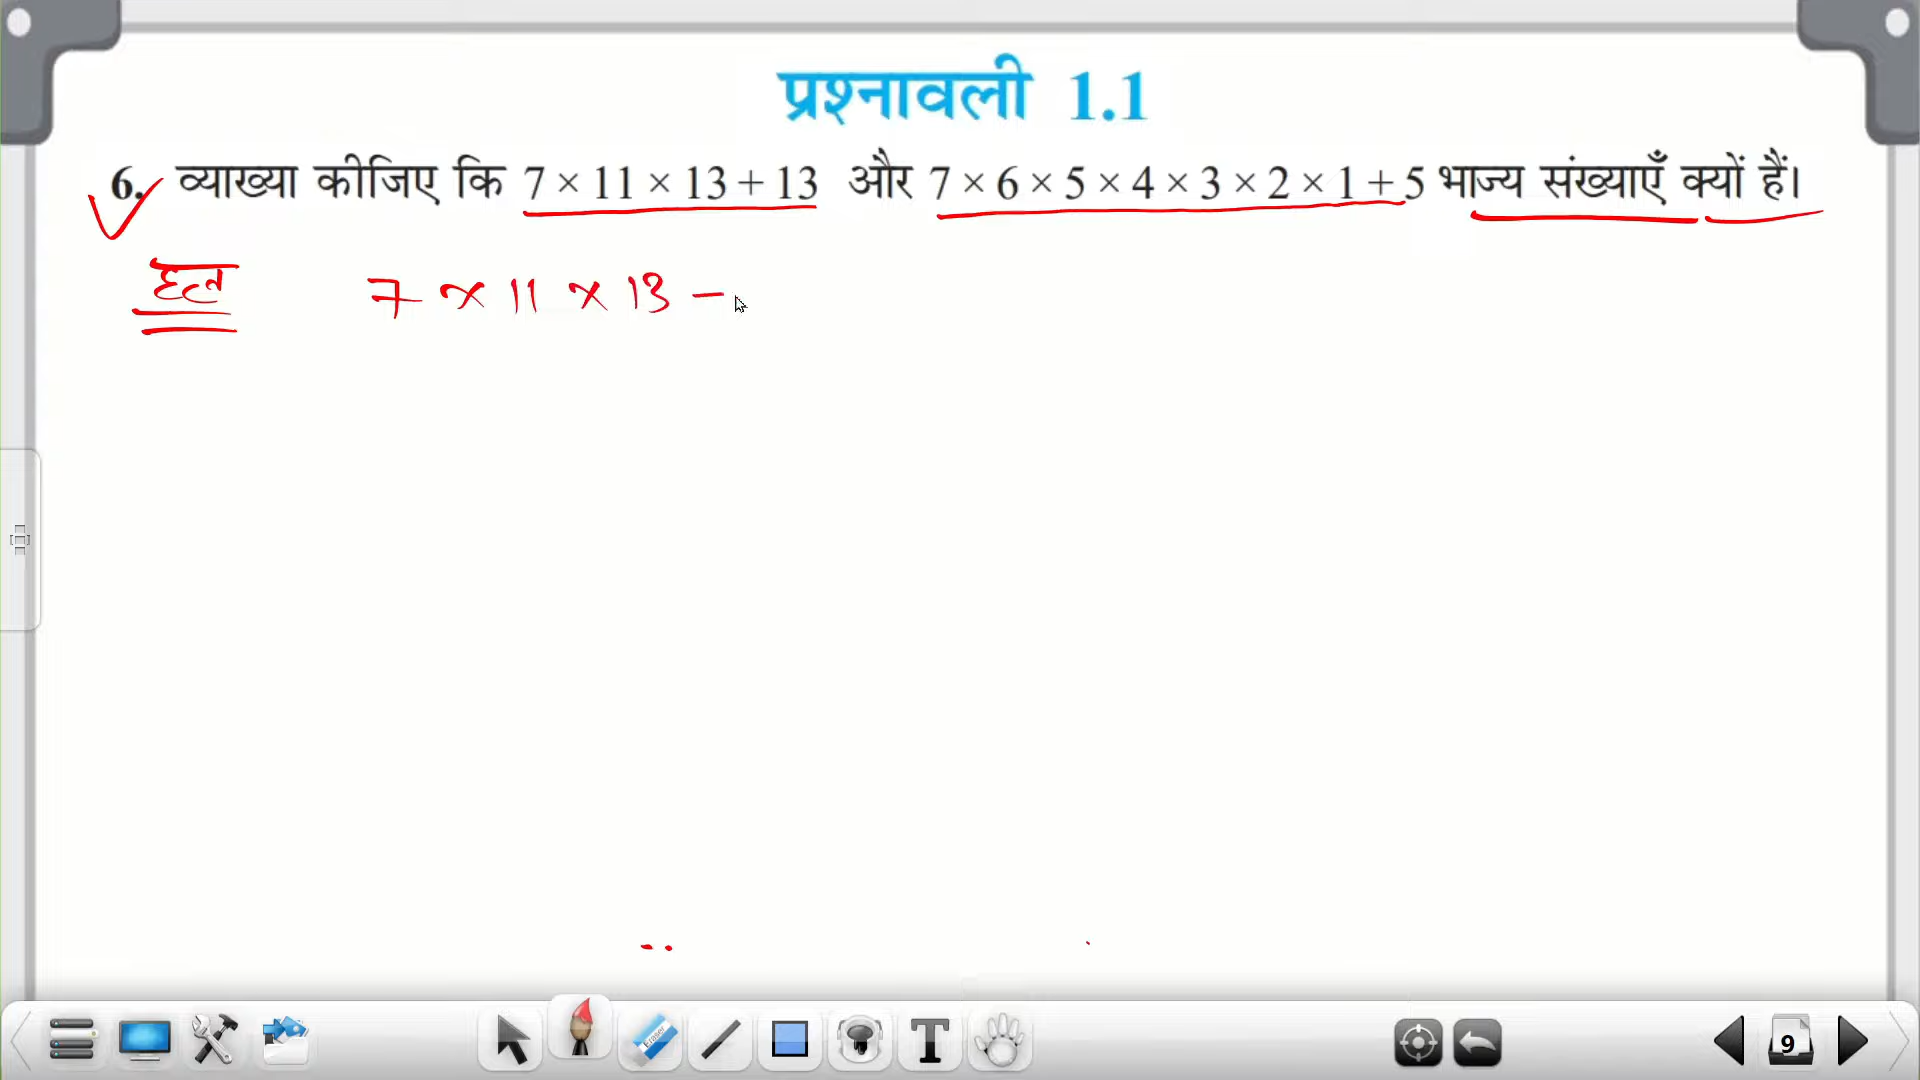 प्रश्नावली 1.1
6. व्याख्या कीजिए कि 7 × 11 × 13 + 13 और 7 × 6 × 5 × 4 × 3 × 2 × 1 + 5 भाज्य संख्याएँ क्यों हैं।
हल 7 × 11 × 13 –
Eraser T 9